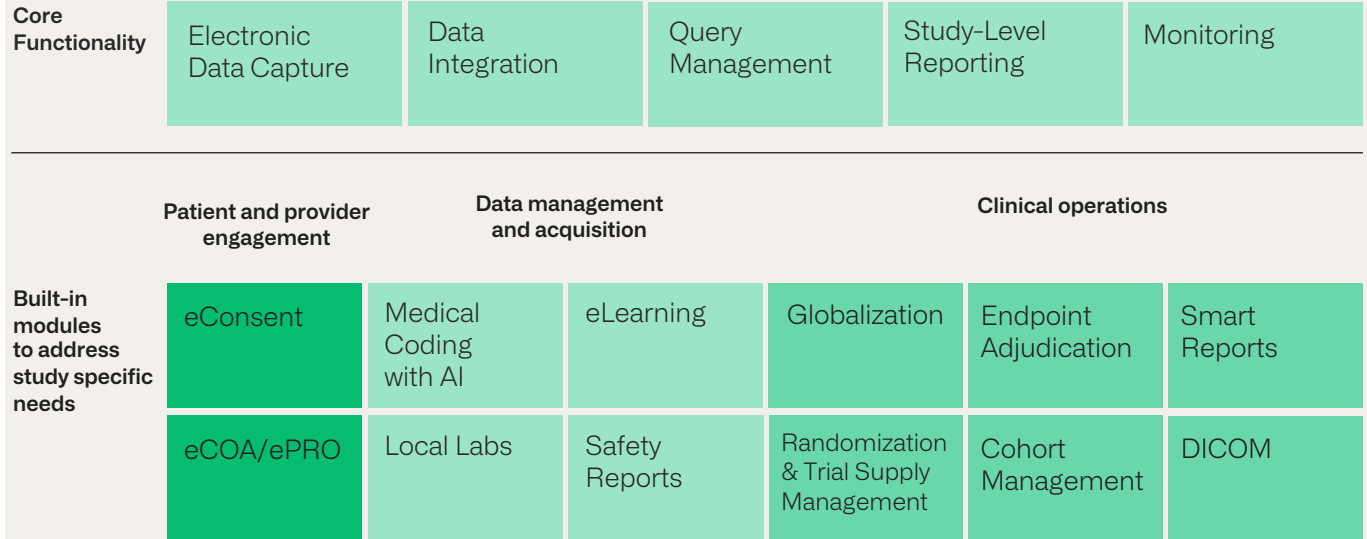 Core
Functionality
Electronic
Data Capture
Data
Integration
Query
Management
Study-Level
Reporting
Monitoring
Patient and provider
engagement
Data management
and acquisition
Clinical operations
Built-in
modules
to address
study specific
needs
eConsent
Medical
Coding
with AI
eLearning
Globalization
Endpoint
Adjudication
Smart
Reports
eCOA/ePRO
Local Labs
Safety
Reports
Randomization
& Trial Supply
Management
Cohort
Management
DICOM